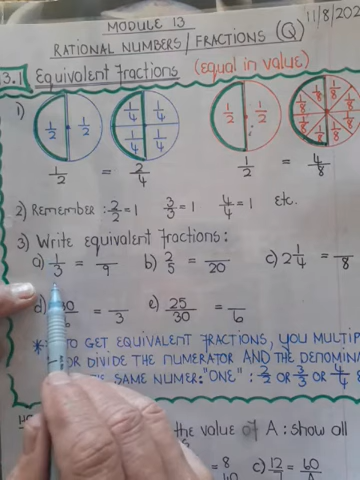 MODULE 13
RATIONAL NUMBERS/FRACTIONS (Q)
11/8/202
3.1 Equivalent fractions (equal in value)
1)
1/2 1/2 1/4 1/4 1/4 1/4 1/2 1/2 1/8 1/8 1/8 1/8 1/8 1/8 1/8 1/8
1/2 = 2/4 1/2 = 4/8
2) Remember: 2/2 = 1 3/3 = 1 4/4 = 1 etc.
3) Write equivalent fractions:
a) 1/3 = /9 b) 2/5 = /20 c) 2 1/4 = /8
d) = /3 e) 25/30 = /6
* TO GET EQUIVALENT FRACTIONS, YOU MULTIP
OR DIVIDE THE NUMERATOR AND THE DENOMINA
SAME NUMER: "ONE": 2/2 OR 3/3 OR 4/4
the value of A: show all
= 8 c) 12/7 = 60/A